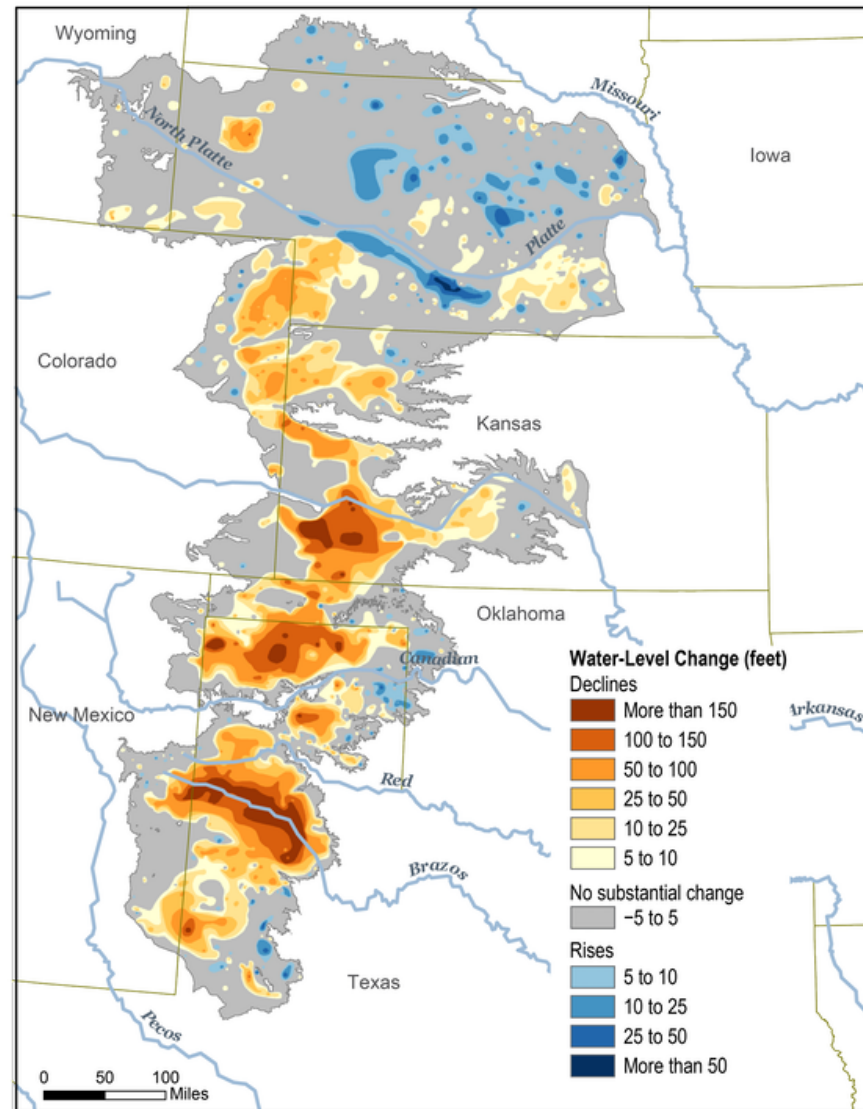 Wyoming
Missouri
North Platte
Iowa
Platte
Colorado
Kansas
Oklahoma
Canadian
New Mexico
Arkansas
Red
Brazos
Texas
Pecos
Water-Level Change (feet)
Declines
More than 150
100 to 150
50 to 100
25 to 50
10 to 25
5 to 10
No substantial change
−5 to 5
Rises
5 to 10
10 to 25
25 to 50
More than 50
0 50 100
Miles